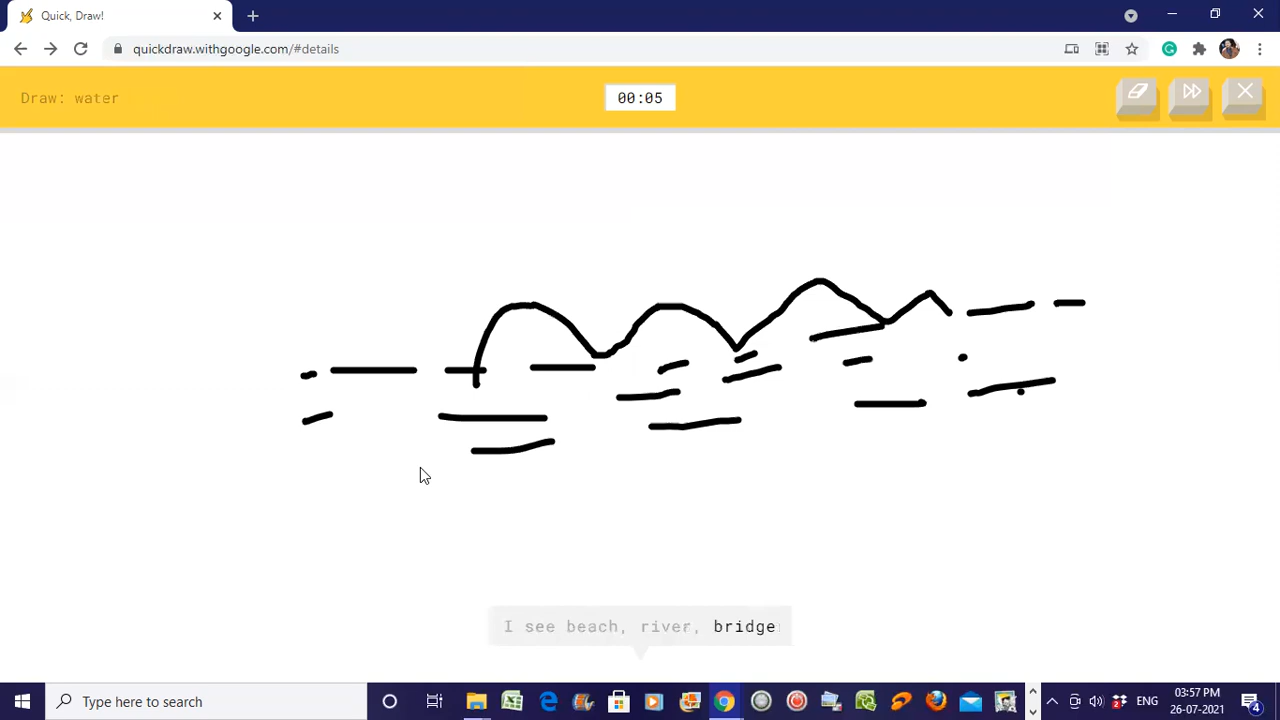 Quick, Draw!
quickdraw.withgoogle.com/#details
Draw: water
00:05
I see beach, river, bridge
Type here to search
ENG
03:57 PM
26-07-2021
4